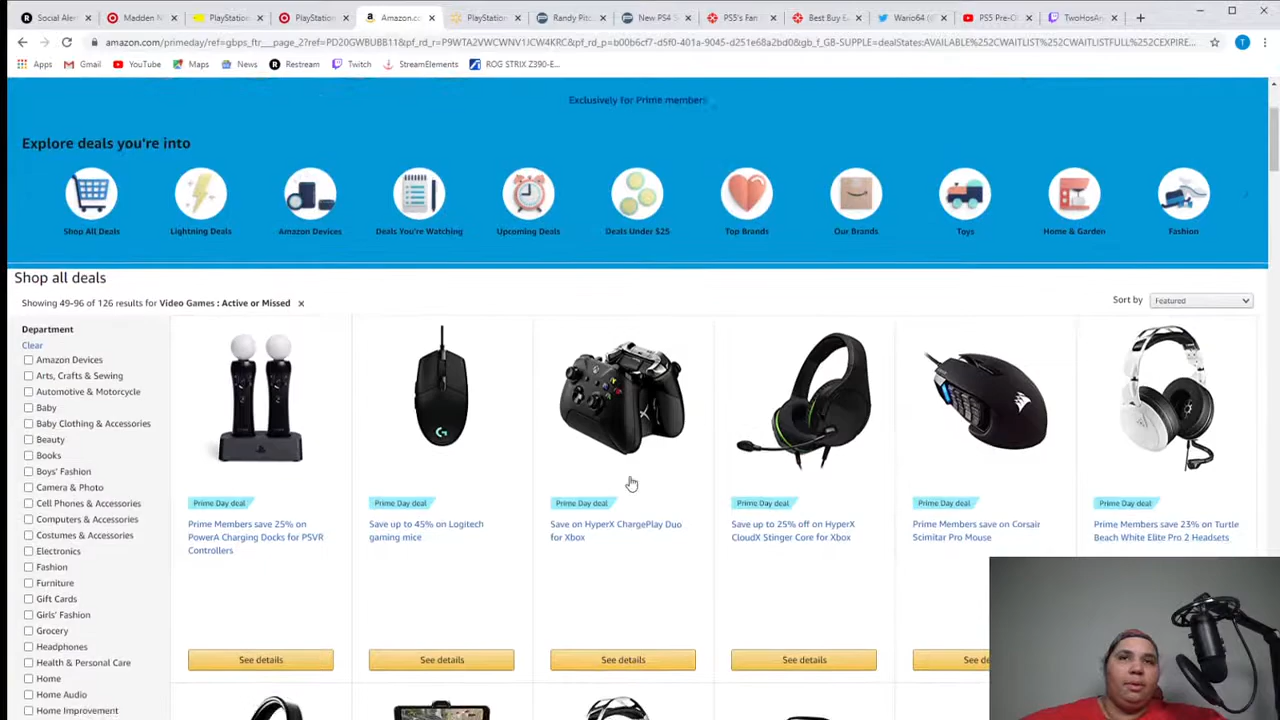 Social Aler
Madden N
PlayStation
PlayStation
Amazon.co
PlayStation
Randy Pitc
New PS4 S
PS5's Fan
Best Buy E
Wario64 (@
PS5 Pre-O
TwoHosAn
amazon.com/primeday/ref=gbps_ftr___page_2?ref=PD20GWBUBB11&pf_rd_r=P9WTA2VWCWNV1JCW4KRC&pf_rd_p=b00b6cf7-d5f0-401a-9045-d251e68a2bd0&gb_f_GB-SUPPLE=dealStates:AVAILABLE%252CWAITLIST%252CWAITLISTFULL%252CEXPIRE...
T
Apps Gmail YouTube Maps News Restream Twitch StreamElements ROG STRIX Z390-E...
Exclusively for Prime members
Explore deals you're into
Shop All Deals Lightning Deals Amazon Devices Deals You're Watching Upcoming Deals Deals Under $25 Top Brands Our Brands Toys Home & Garden Fashion
Shop all deals
Showing 49-96 of 126 results for Video Games : Active or Missed x
Sort by Featured
Department
Clear
Amazon Devices
Arts, Crafts & Sewing
Automotive & Motorcycle
Baby
Baby Clothing & Accessories
Beauty
Books
Boys' Fashion
Camera & Photo
Cell Phones & Accessories
Computers & Accessories
Costumes & Accessories
Electronics
Fashion
Furniture
Gift Cards
Girls' Fashion
Grocery
Headphones
Health & Personal Care
Home
Home Audio
Home Improvement
Prime Day deal
Prime Members save 25% on
PowerA Charging Docks for PSVR
Controllers
See details
Prime Day deal
Save up to 45% on Logitech
gaming mice
See details
Prime Day deal
Save on HyperX ChargePlay Duo
for Xbox
See details
Prime Day deal
Save up to 25% off on HyperX
CloudX Stinger Core for Xbox
See details
Prime Day deal
Prime Members save on Corsair
Scimitar Pro Mouse
See de
Prime Day deal
Prime Members save 23% on Turtle
Beach White Elite Pro 2 Headsets